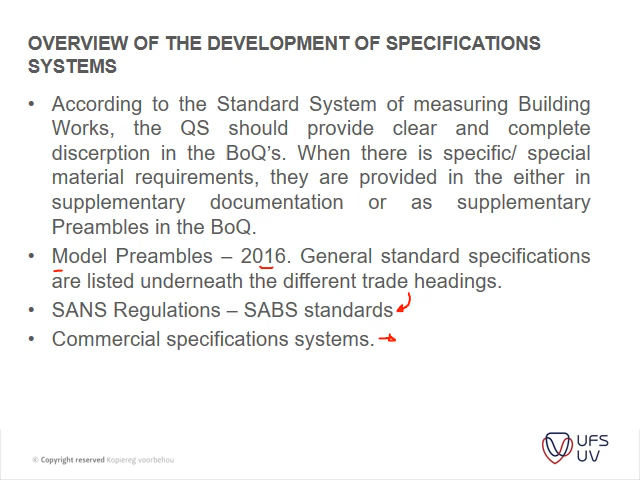 OVERVIEW OF THE DEVELOPMENT OF SPECIFICATIONS
SYSTEMS
• According to the Standard System of measuring Building
Works, the QS should provide clear and complete
discerption in the BoQ’s. When there is specific/ special
material requirements, they are provided in the either in
supplementary documentation or as supplementary
Preambles in the BoQ.
• Model Preambles – 2016. General standard specifications
are listed underneath the different trade headings.
• SANS Regulations – SABS standards
• Commercial specifications systems.
© Copyright reserved Kopiereg voorbehou
UFS
UV